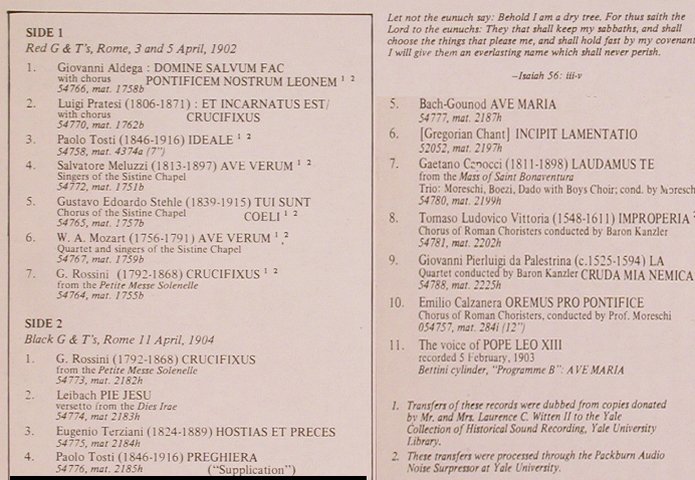 SIDE 1
Red G & T's, Rome, 3 and 5 April, 1902
1. Giovanni Aldega : DOMINE SALVUM FAC
with chorus PONTIFICEM NOSTRUM LEONEM 1 2
54766, mat. 1758b
2. Luigi Pratesi (1806-1871) : ET INCARNATUS EST/
with chorus CRUCIFIXUS
54770, mat. 1762b
3. Paolo Tosti (1846-1916) IDEALE 1 2
54758, mat. 4374a (7")
4. Salvatore Meluzzi (1813-1897) AVE VERUM 1 2
Singers of the Sistine Chapel
54772, mat. 1751b
5. Gustavo Edoardo Stehle (1839-1915) TUI SUNT
Chorus of the Sistine Chapel COELI 1 2
54765, mat. 1757b
6. W. A. Mozart (1756-1791) AVE VERUM 1 2
Quartet and singers of the Sistine Chapel
54767, mat. 1759b
7. G. Rossini (1792-1868) CRUCIFIXUS 1 2
from the Petite Messe Solenelle
54764, mat. 1755b
SIDE 2
Black G & T's, Rome 11 April, 1904
1. G. Rossini (1792-1868) CRUCIFIXUS
from the Petite Messe Solenelle
54773, mat. 2182h
2. Leibach PIE JESU
versetto from the Dies Irae
54774, mat 2183h
3. Eugenio Terziani (1824-1889) HOSTIAS ET PRECES
54775, mat 2184h
4. Paolo Tosti (1846-1916) PREGHIERA
54776, mat. 2185h ("Supplication")
Let not the eunuch say: Behold I am a dry tree. For thus saith the
Lord to the eunuchs: They that shall keep my sabbaths, and shall
choose the things that please me, and shall hold fast by my covenant
I will give them an everlasting name which shall never perish.
–Isaiah 56: iii-v
5. Bach-Gounod AVE MARIA
54777, mat. 2187h
6. [Gregorian Chant] INCIPIT LAMENTATIO
52052, mat. 2197h
7. Gaetano Capocci (1811-1898) LAUDAMUS TE
from the Mass of Saint Bonaventura
Trio: Moreschi, Boezi, Dado with Boys Choir; cond. by Moresch
54780, mat. 2199h
8. Tomaso Ludovico Vittoria (1548-1611) IMPROPERIA
Chorus of Roman Choristers conducted by Baron Kanzler
54781, mat. 2202h
9. Giovanni Pierluigi da Palestrina (c.1525-1594) LA
Quartet conducted by Baron Kanzler CRUDA MIA NEMICA
54788, mat. 2225h
10. Emilio Calzanera OREMUS PRO PONTIFICE
Chorus of Roman Choristers, conducted by Prof. Moreschi
054757, mat. 284i (12")
11. The voice of POPE LEO XIII
recorded 5 February, 1903
Bettini cylinder, "Programme B": AVE MARIA
1. Transfers of these records were dubbed from copies donated
by Mr. and Mrs. Laurence C. Witten II to the Yale
Collection of Historical Sound Recording, Yale University
Library.
2. These transfers were processed through the Packburn Audio
Noise Surpressor at Yale University.